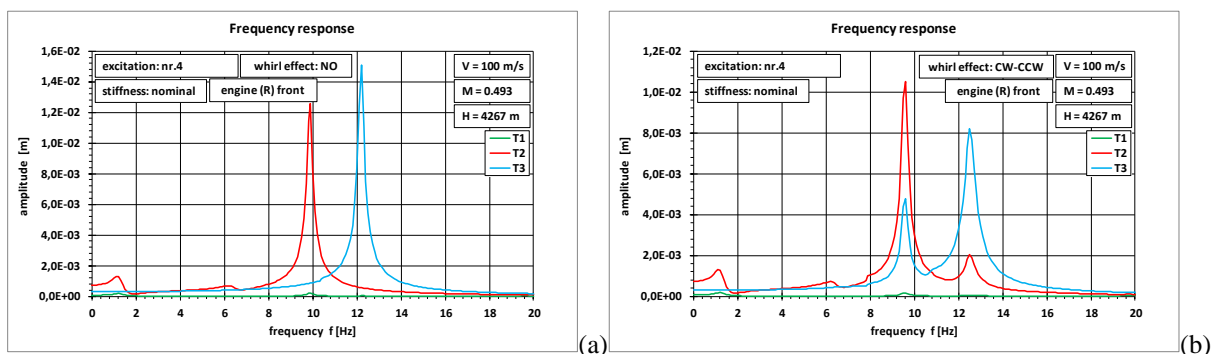 Frequency response
1,6E-02
1,4E-02
1,2E-02
1,0E-02
8,0E-03
6,0E-03
4,0E-03
2,0E-03
0,0E+00
amplitude [m]
excitation: nr.4
whirl effect: NO
V = 100 m/s
stiffness: nominal
engine (R) front
M = 0.493
H = 4267 m
T1
T2
T3
0 2 4 6 8 10 12 14 16 18 20
frequency f [Hz]
(a)
Frequency response
1,2E-02
1,0E-02
8,0E-03
6,0E-03
4,0E-03
2,0E-03
0,0E+00
amplitude [m]
excitation: nr.4
whirl effect: CW-CCW
V = 100 m/s
stiffness: nominal
engine (R) front
M = 0.493
H = 4267 m
T1
T2
T3
0 2 4 6 8 10 12 14 16 18 20
frequency f [Hz]
(b)